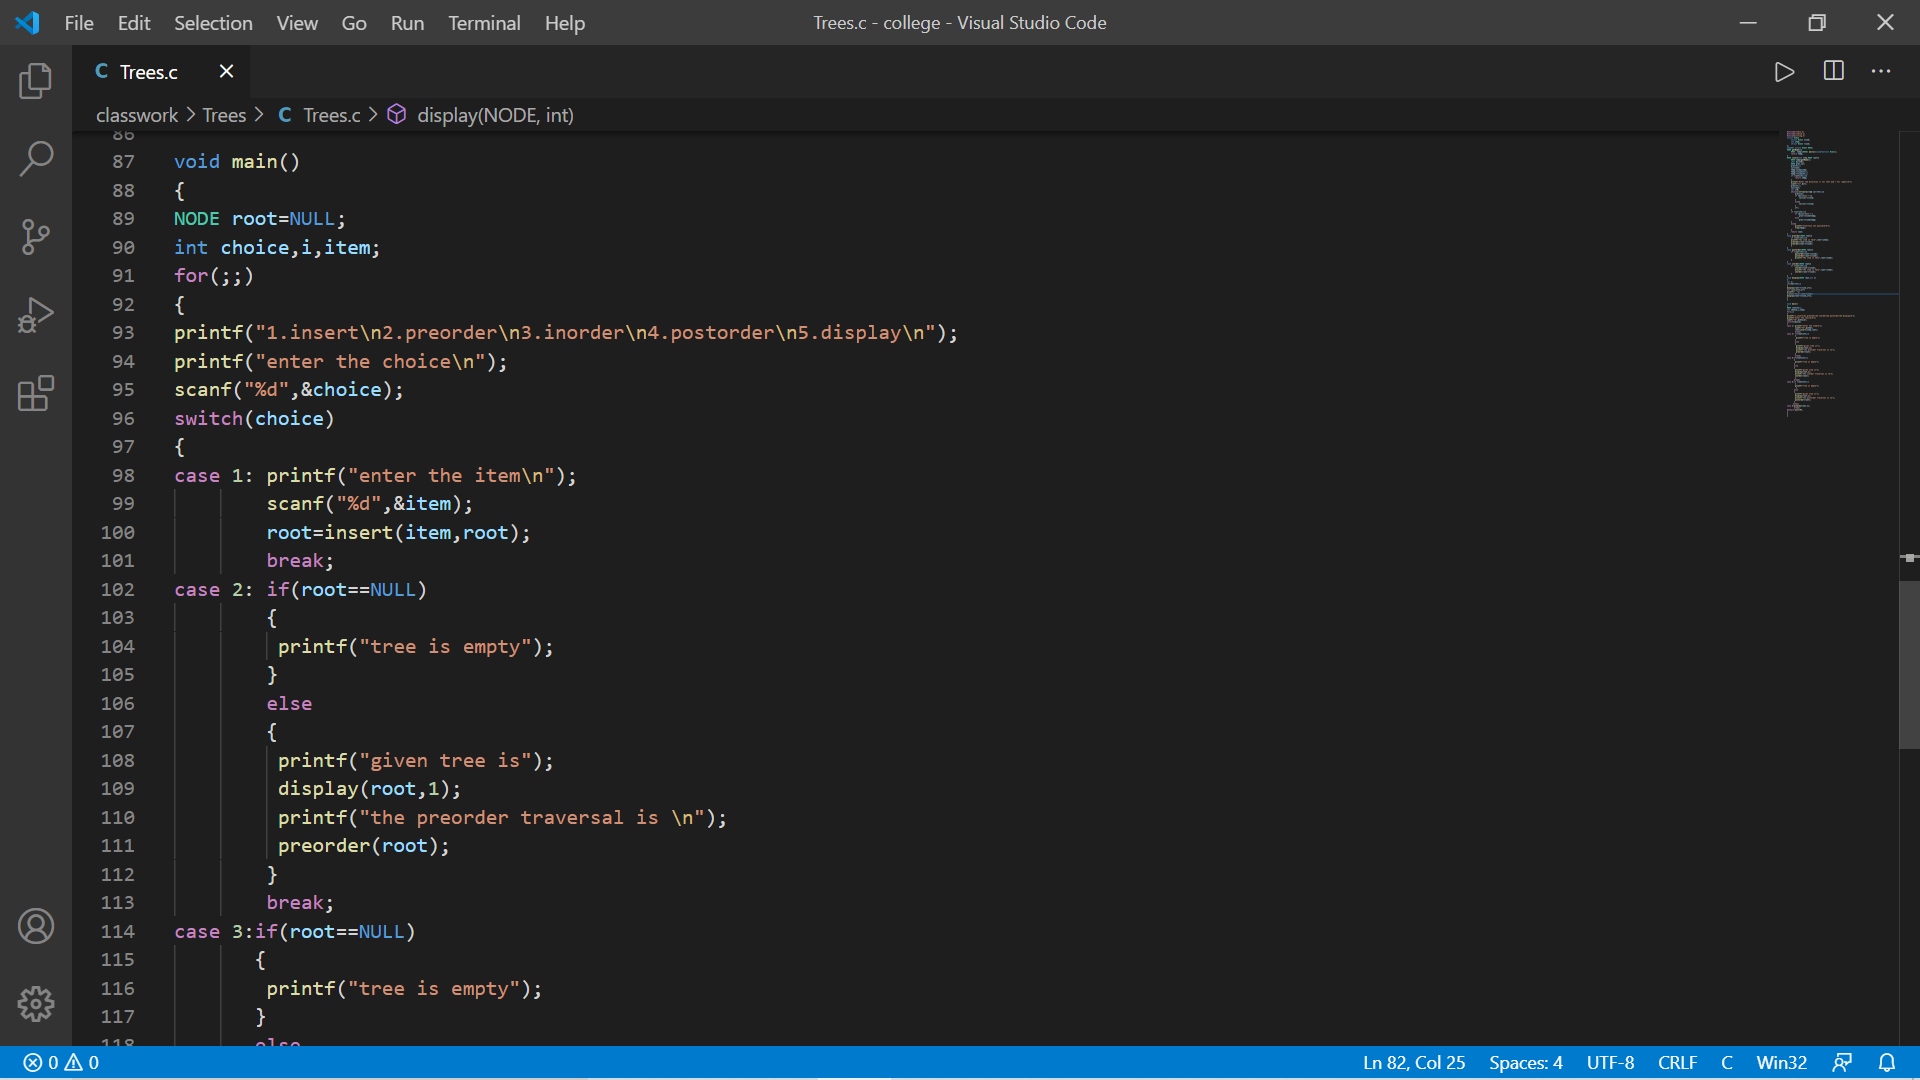 File Edit Selection View Go Run Terminal Help Trees.c - college - Visual Studio Code
C Trees.c
classwork > Trees > C Trees.c > display(NODE, int)
86
87 void main()
88 {
89 NODE root=NULL;
90 int choice,i,item;
91 for(;;)
92 {
93 printf("1.insert\n2.preorder\n3.inorder\n4.postorder\n5.display\n");
94 printf("enter the choice\n");
95 scanf("%d",&choice);
96 switch(choice)
97 {
98 case 1: printf("enter the item\n");
99 scanf("%d",&item);
100 root=insert(item,root);
101 break;
102 case 2: if(root==NULL)
103 {
104 printf("tree is empty");
105 }
106 else
107 {
108 printf("given tree is");
109 display(root,1);
110 printf("the preorder traversal is \n");
111 preorder(root);
112 }
113 break;
114 case 3:if(root==NULL)
115 {
116 printf("tree is empty");
117 }
118 else
0 0 Ln 82, Col 25 Spaces: 4 UTF-8 CRLF C Win32